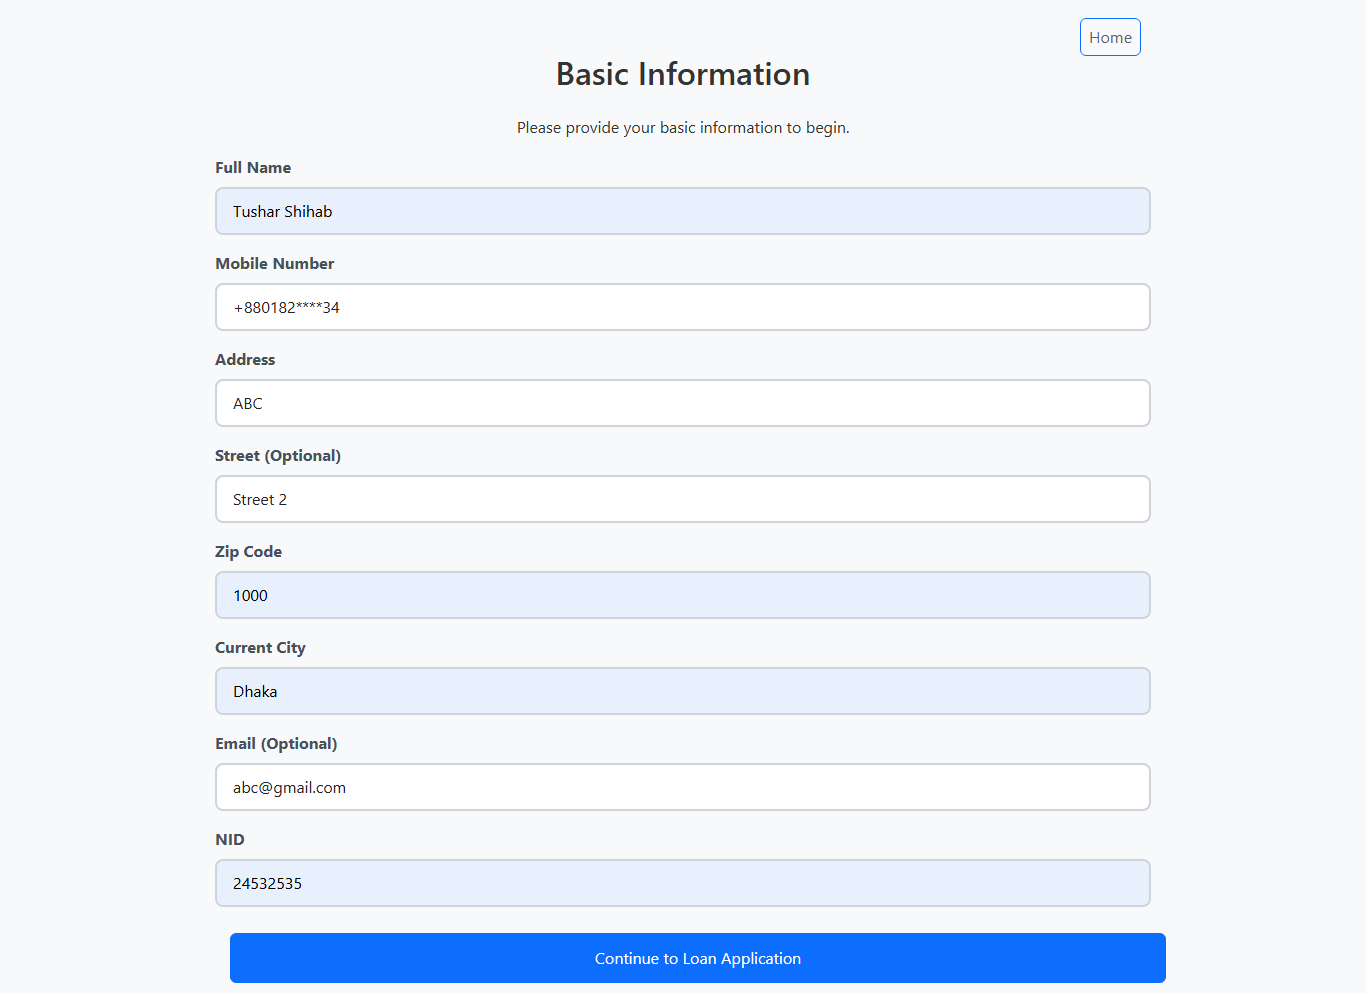 Home
Basic Information
Please provide your basic information to begin.
Full Name
Tushar Shihab
Mobile Number
+880182****34
Address
ABC
Street (Optional)
Street 2
Zip Code
1000
Current City
Dhaka
Email (Optional)
abc@gmail.com
NID
24532535
Continue to Loan Application